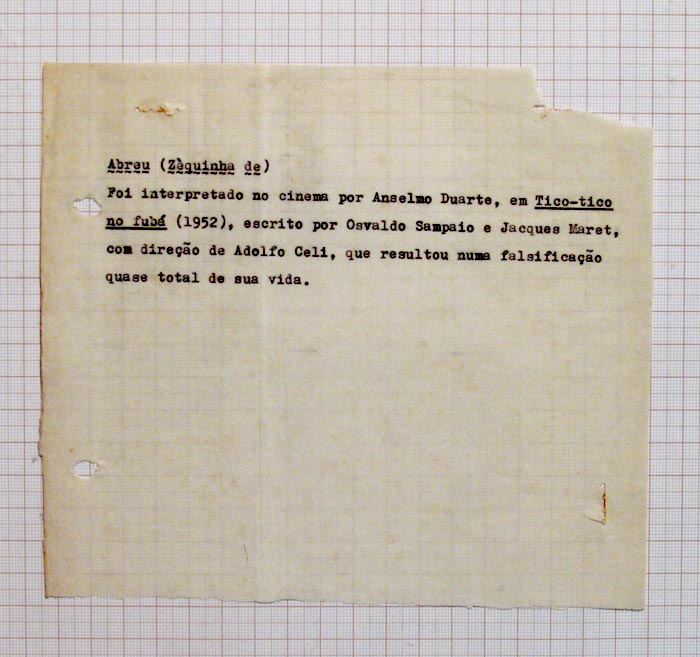 Abreu (Zèquinha de)
Foi interpretado no cinema por Anselmo Duarte, em Tico-tico
no fubá (1952), escrito por Osvaldo Sampaio e Jacques Maret,
com direção de Adolfo Celi, que resultou numa falsificação
quase total de sua vida.